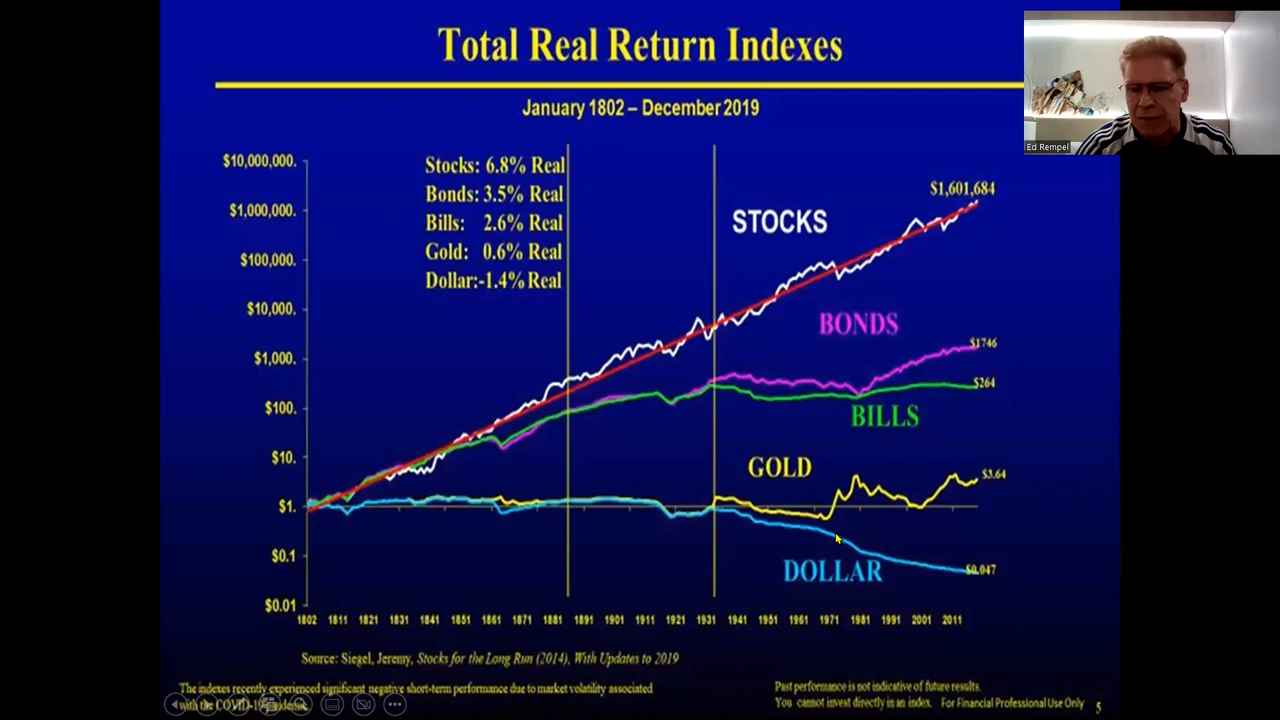 Total Real Return Indexes
January 1802 – December 2019
Ed Rempel
$10,000,000.
$1,000,000.
$100,000.
$10,000.
$1,000.
$100.
$10.
$1.
$0.1
$0.01
Stocks: 6.8% Real
Bonds: 3.5% Real
Bills: 2.6% Real
Gold: 0.6% Real
Dollar:-1.4% Real
$1,601,684
STOCKS
BONDS
$1746
$264
BILLS
GOLD
$3.64
DOLLAR
$0.047
1802 1811 1821 1831 1841 1851 1861 1871 1881 1891 1901 1911 1921 1931 1941 1951 1961 1971 1981 1991 2001 2011
Source: Siegel, Jeremy, Stocks for the Long Run (2014), With Updates to 2019
The indexes recently experienced significant negative short-term performance due to market volatility associated
with the COVID-19 pandemic.
Past performance is not indicative of future results.
You cannot invest directly in an index. For Financial Professional Use Only
5